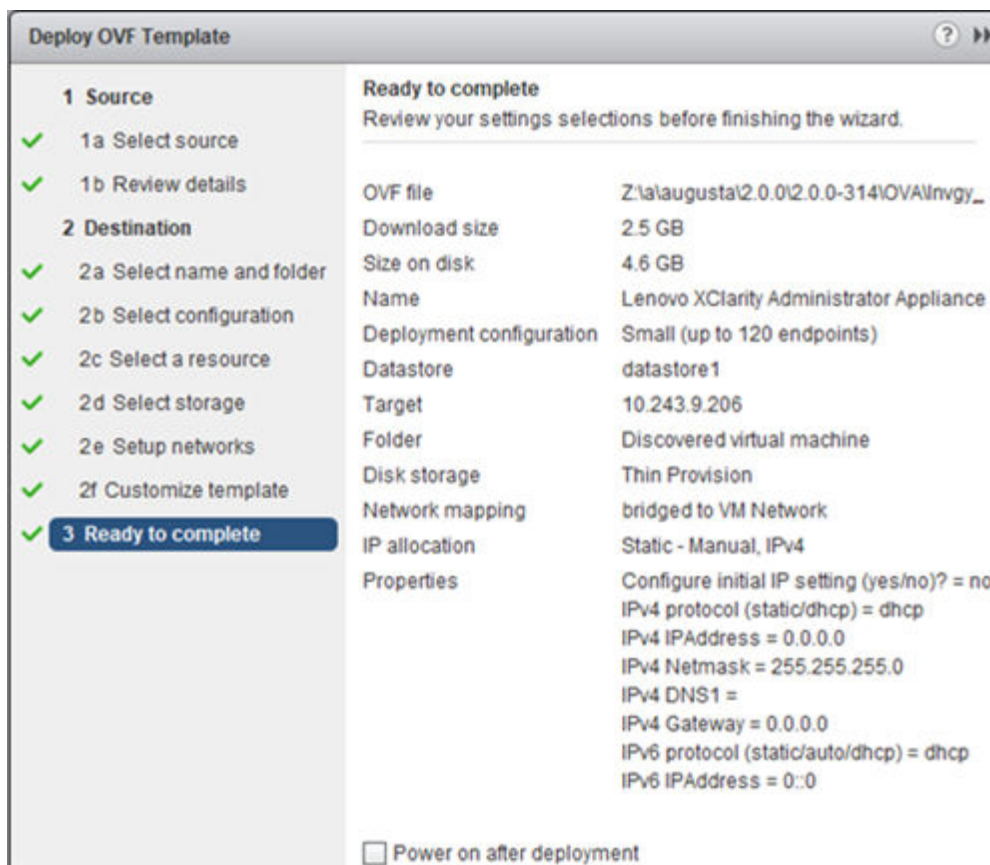 Deploy OVF Template
1 Source
1a Select source
1b Review details
2 Destination
2a Select name and folder
2b Select configuration
2c Select a resource
2d Select storage
2e Setup networks
2f Customize template
3 Ready to complete
Ready to complete
Review your settings selections before finishing the wizard.
OVF file Z:\a\augusta\2.0.0\2.0.0-314\OVA\Invgy_
Download size 2.5 GB
Size on disk 4.6 GB
Name Lenovo XClarity Administrator Appliance
Deployment configuration Small (up to 120 endpoints)
Datastore datastore1
Target 10.243.9.206
Folder Discovered virtual machine
Disk storage Thin Provision
Network mapping bridged to VM Network
IP allocation Static - Manual, IPv4
Properties Configure initial IP setting (yes/no)? = no
IPv4 protocol (static/dhcp) = dhcp
IPv4 IPAddress = 0.0.0.0
IPv4 Netmask = 255.255.255.0
IPv4 DNS1 =
IPv4 Gateway = 0.0.0.0
IPv6 protocol (static/auto/dhcp) = dhcp
IPv6 IPAddress = 0::0
Power on after deployment